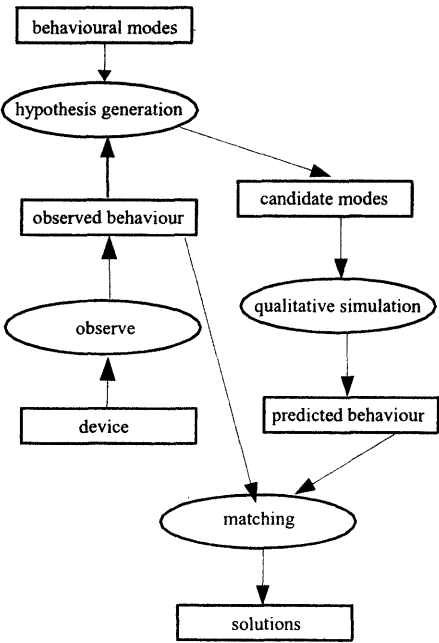 behavioural modes
hypothesis generation
candidate modes
observed behaviour
qualitative simulation
observe
predicted behaviour
device
matching
solutions